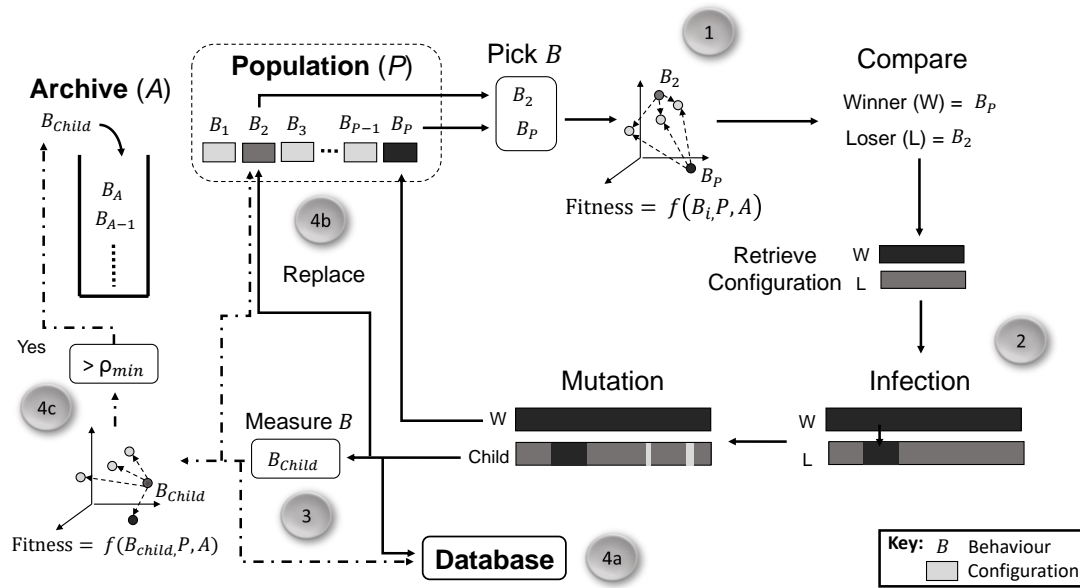 Archive (A)
B_Child
B_A
B_{A−1}
Population (P)
B_1 B_2 B_3 B_{P−1} B_P
Pick B
B_2
B_P
1
B_2
B_P
Fitness = f(B_i, P, A)
Compare
Winner (W) = B_P
Loser (L) = B_2
Retrieve
Configuration
W
L
2
Infection
W
L
Mutation
W
Child
4b
Replace
Measure B
B_Child
3
Database
4a
Yes
> ρ_min
4c
B_Child
Fitness = f(B_child, P, A)
Key: B Behaviour
Configuration